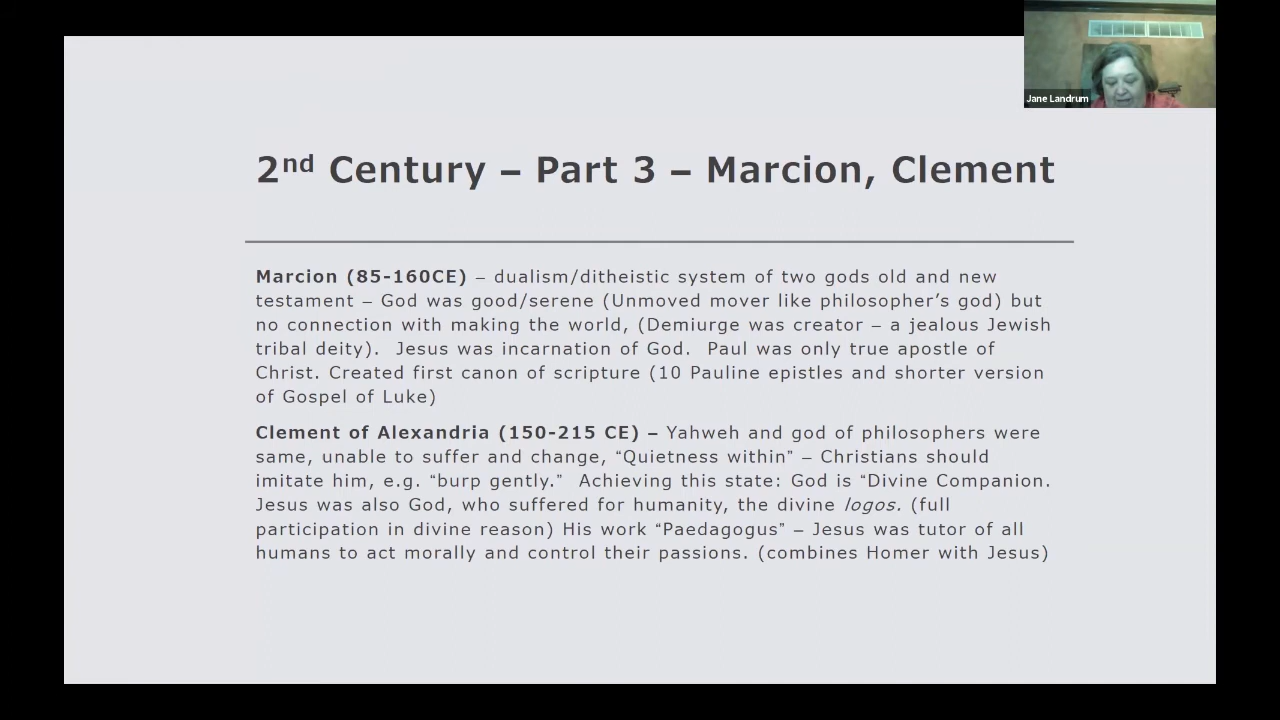 Jane Landrum
2nd Century – Part 3 – Marcion, Clement
Marcion (85-160CE) – dualism/ditheistic system of two gods old and new
testament – God was good/serene (Unmoved mover like philosopher’s god) but
no connection with making the world, (Demiurge was creator – a jealous Jewish
tribal deity).  Jesus was incarnation of God.  Paul was only true apostle of
Christ. Created first canon of scripture (10 Pauline epistles and shorter version
of Gospel of Luke)
Clement of Alexandria (150-215 CE) – Yahweh and god of philosophers were
same, unable to suffer and change, “Quietness within” – Christians should
imitate him, e.g. “burp gently.”  Achieving this state: God is “Divine Companion.
Jesus was also God, who suffered for humanity, the divine logos. (full
participation in divine reason) His work “Paedagogus” – Jesus was tutor of all
humans to act morally and control their passions. (combines Homer with Jesus)